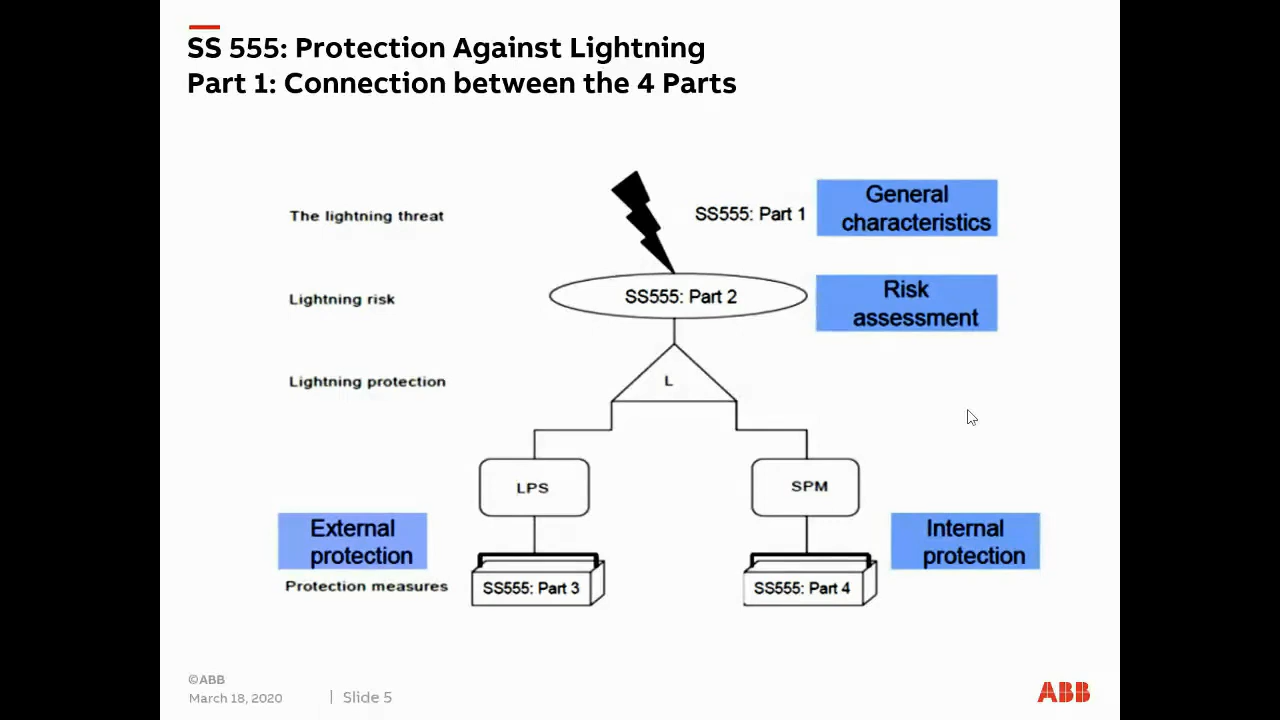 SS 555: Protection Against Lightning
Part 1: Connection between the 4 Parts
The lightning threat
SS555: Part 1
General
characteristics
Lightning risk
SS555: Part 2
Risk
assessment
Lightning protection
L
LPS
SPM
External
protection
Internal
protection
Protection measures
SS555: Part 3
SS555: Part 4
©ABB
March 18, 2020
Slide 5
ABB